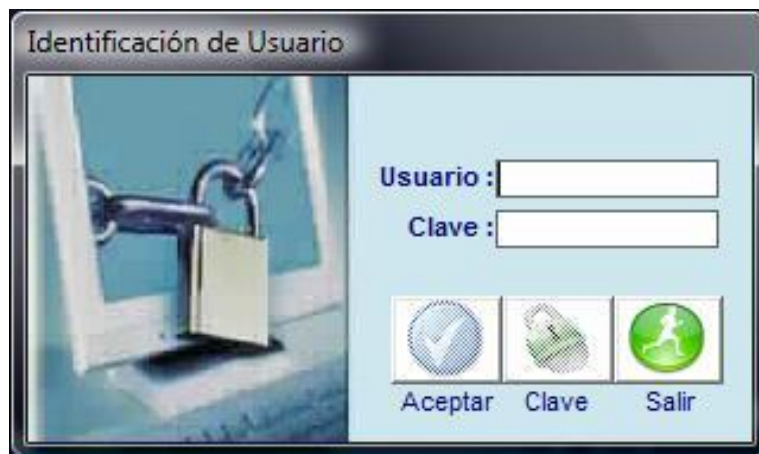 Identificación de Usuario
Usuario :
Clave :
Aceptar Clave Salir